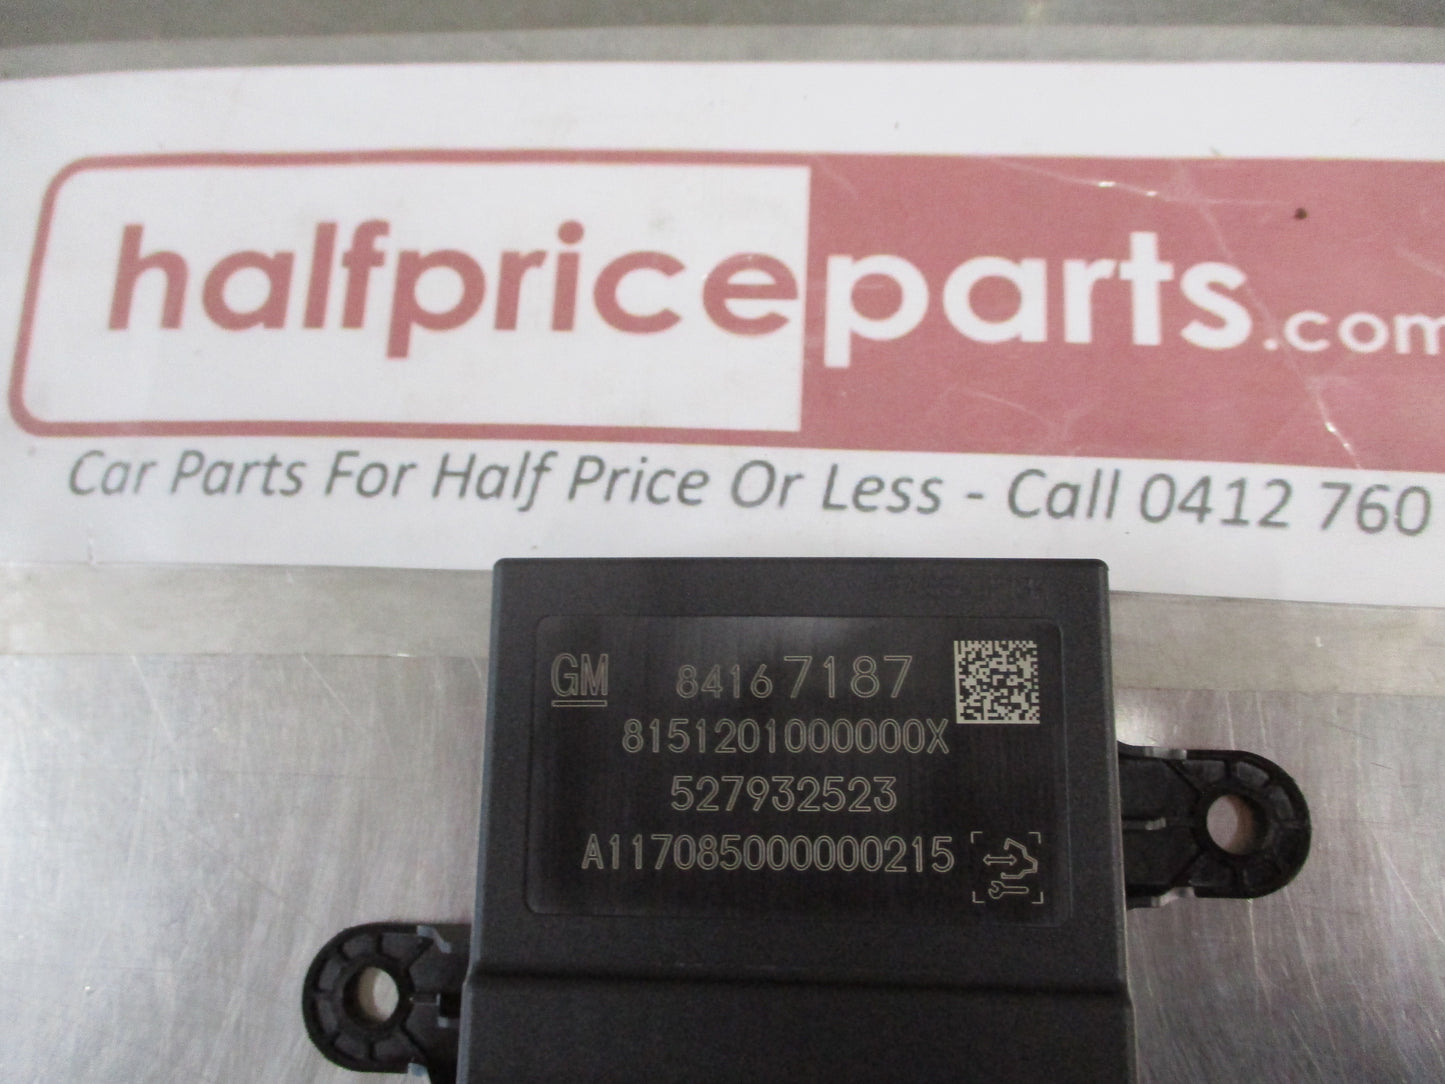 halfpriceparts.com
Car Parts For Half Price Or Less - Call 0412 760
GM 84167187
8151201000000X
527932523
A117085000000215